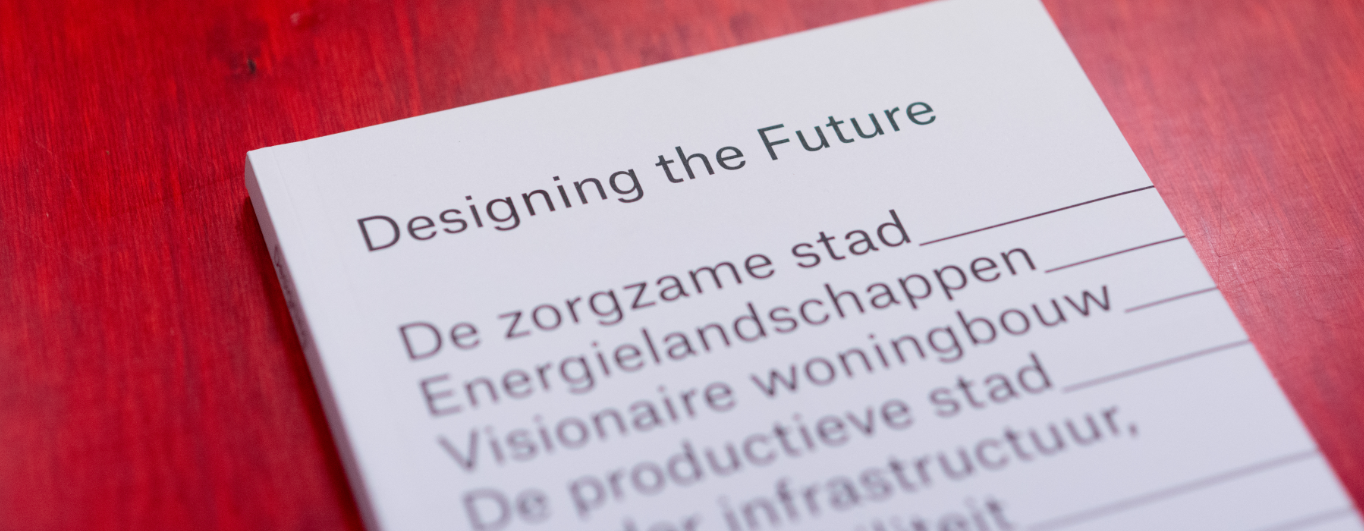 Designing the Future
De zorgzame stad
Energielandschappen
Visionaire woningbouw
De productieve stad
infrastructuur,